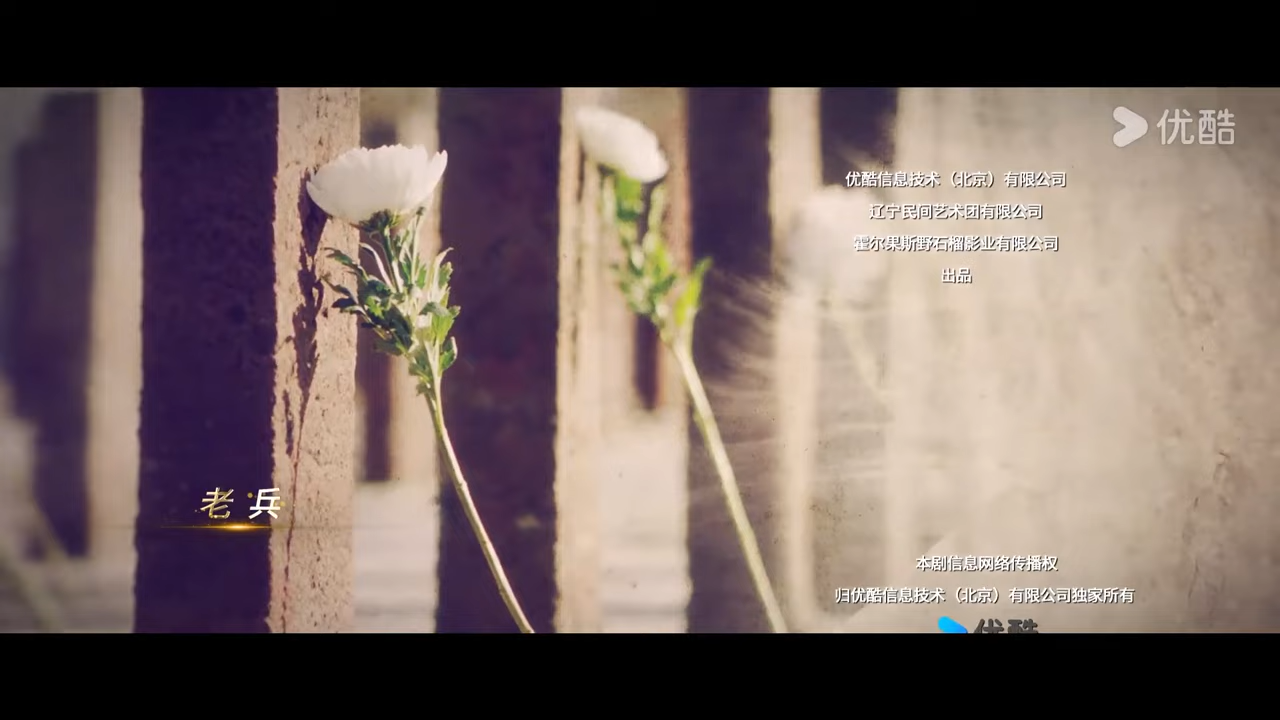 优酷
优酷信息技术（北京）有限公司
辽宁民间艺术团有限公司
霍尔果斯野石榴影业有限公司
出品
老兵
本剧信息网络传播权
归优酷信息技术（北京）有限公司独家所有
优酷